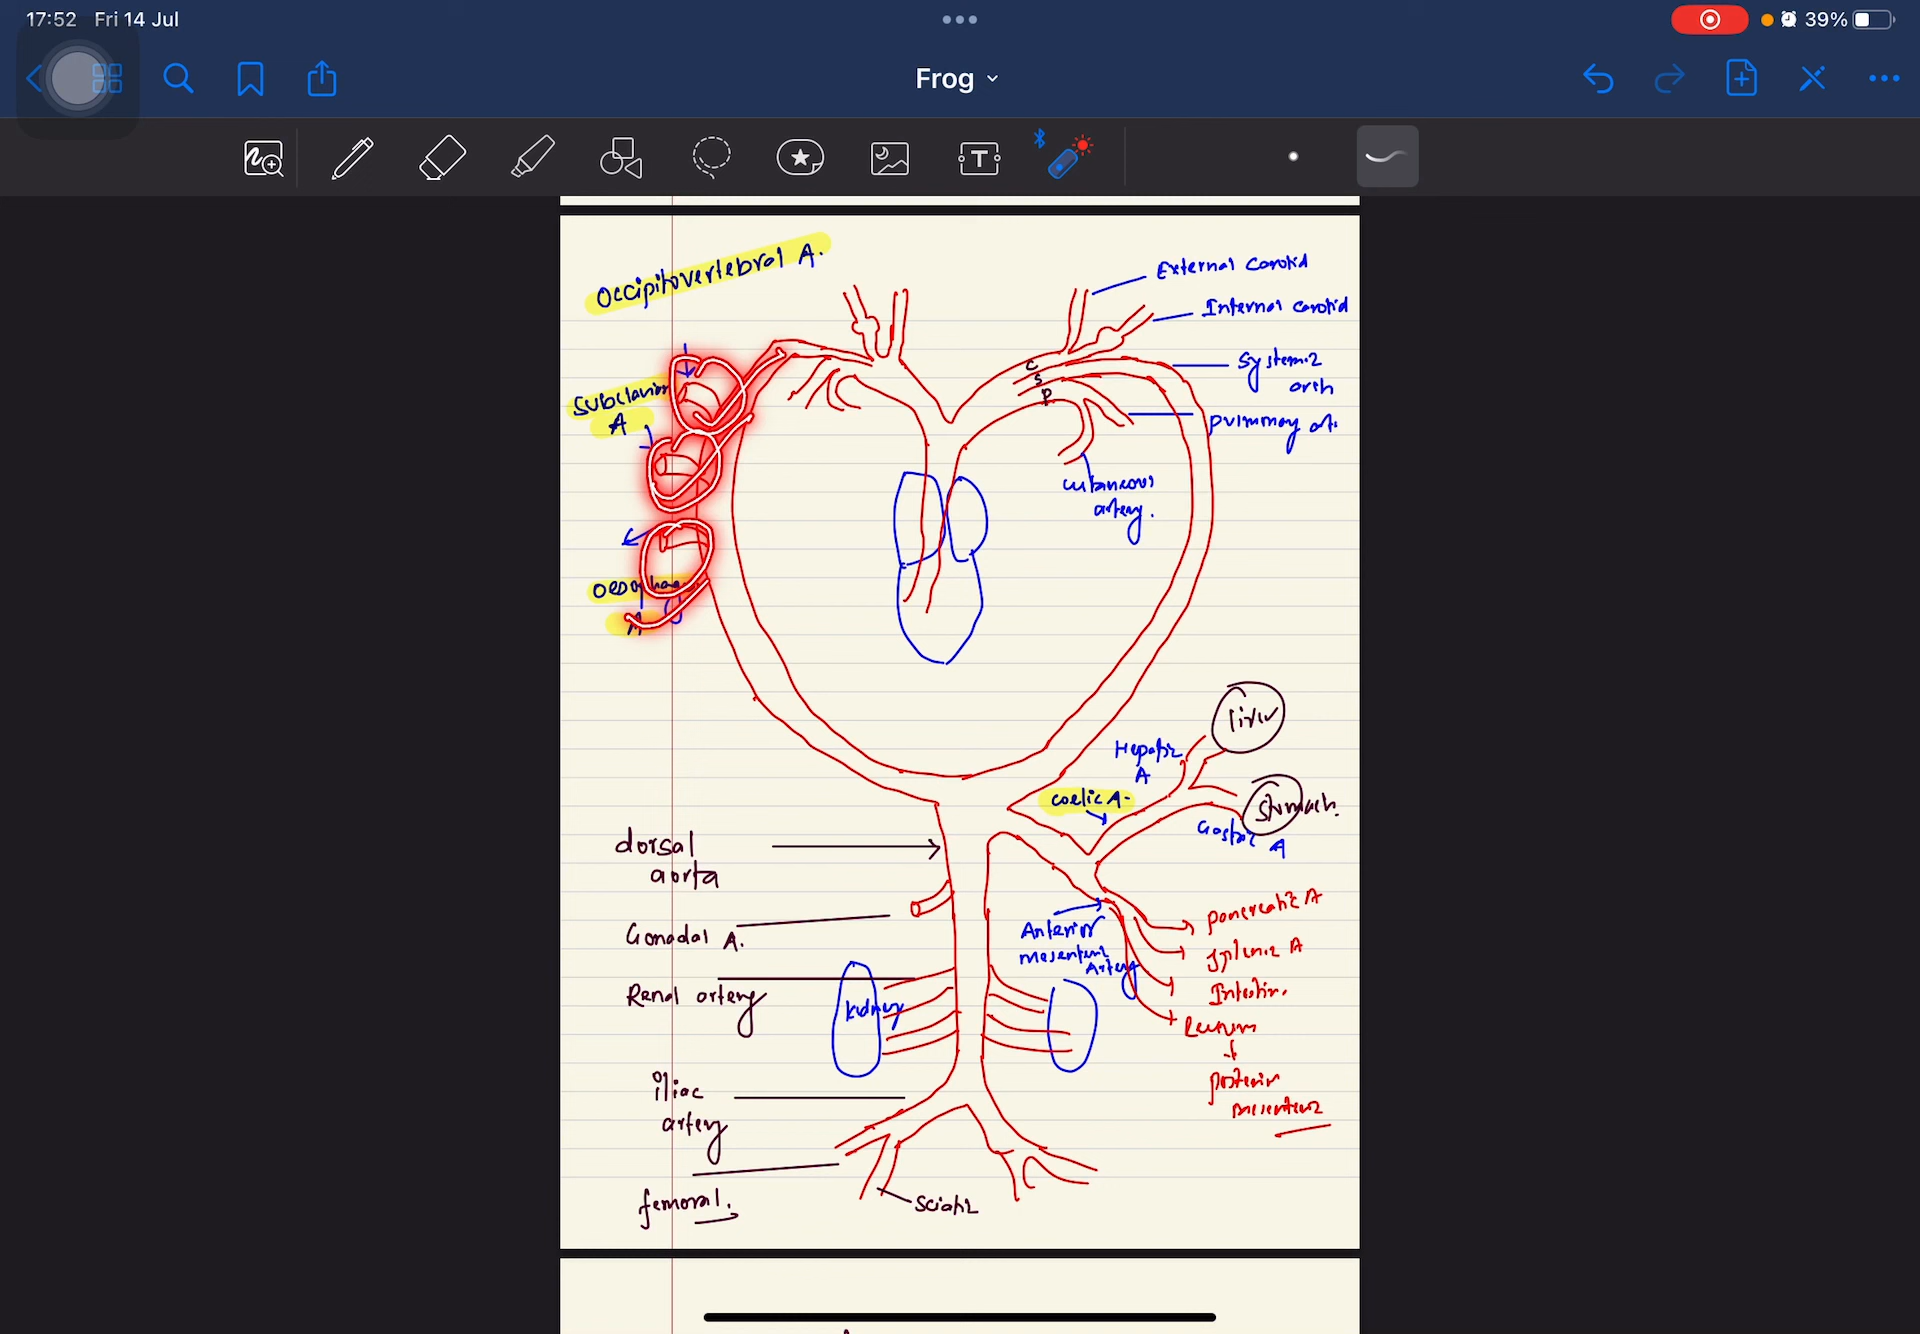 17:52 Fri 14 Jul
39%
Frog
T
Occipitovertebral A.
External Carotid
Internal carotid
Systemic
arch
C
S
P
Subclavian
A
pulmonary art.
cutaneous
artery.
A
liver
Hepatic
A
coelic A.
Stomach.
Gastric
A
dorsal
aorta
Gonadal A.
Anterior
mesenteric
Artery
pancreatic A
Splenic A
Intestin.
Rectum
posterior
mesenteric
Renal artery
kidney
iliac
artery
femoral.
Sciatic